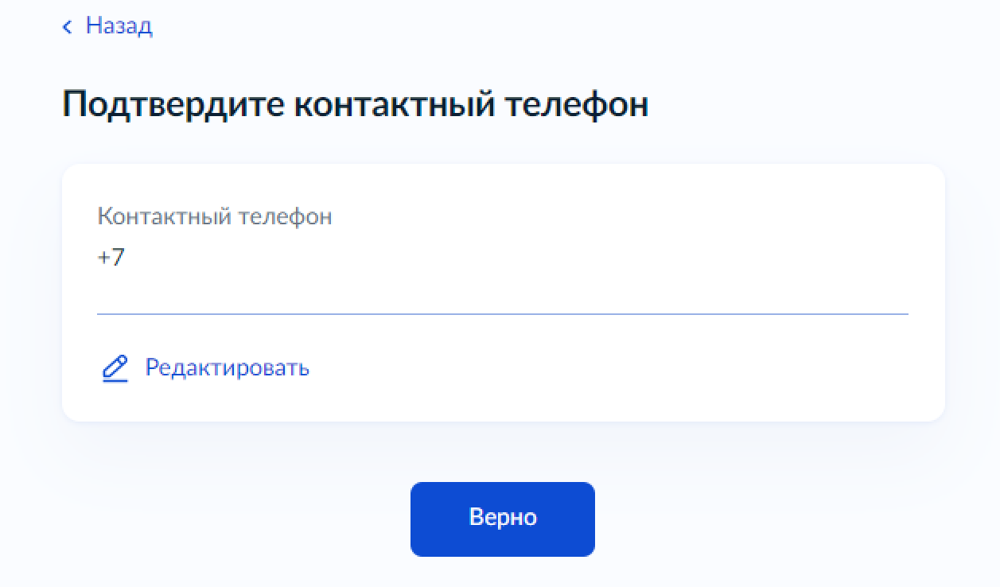 Назад
Подтвердите контактный телефон
Контактный телефон
+7
Редактировать
Верно